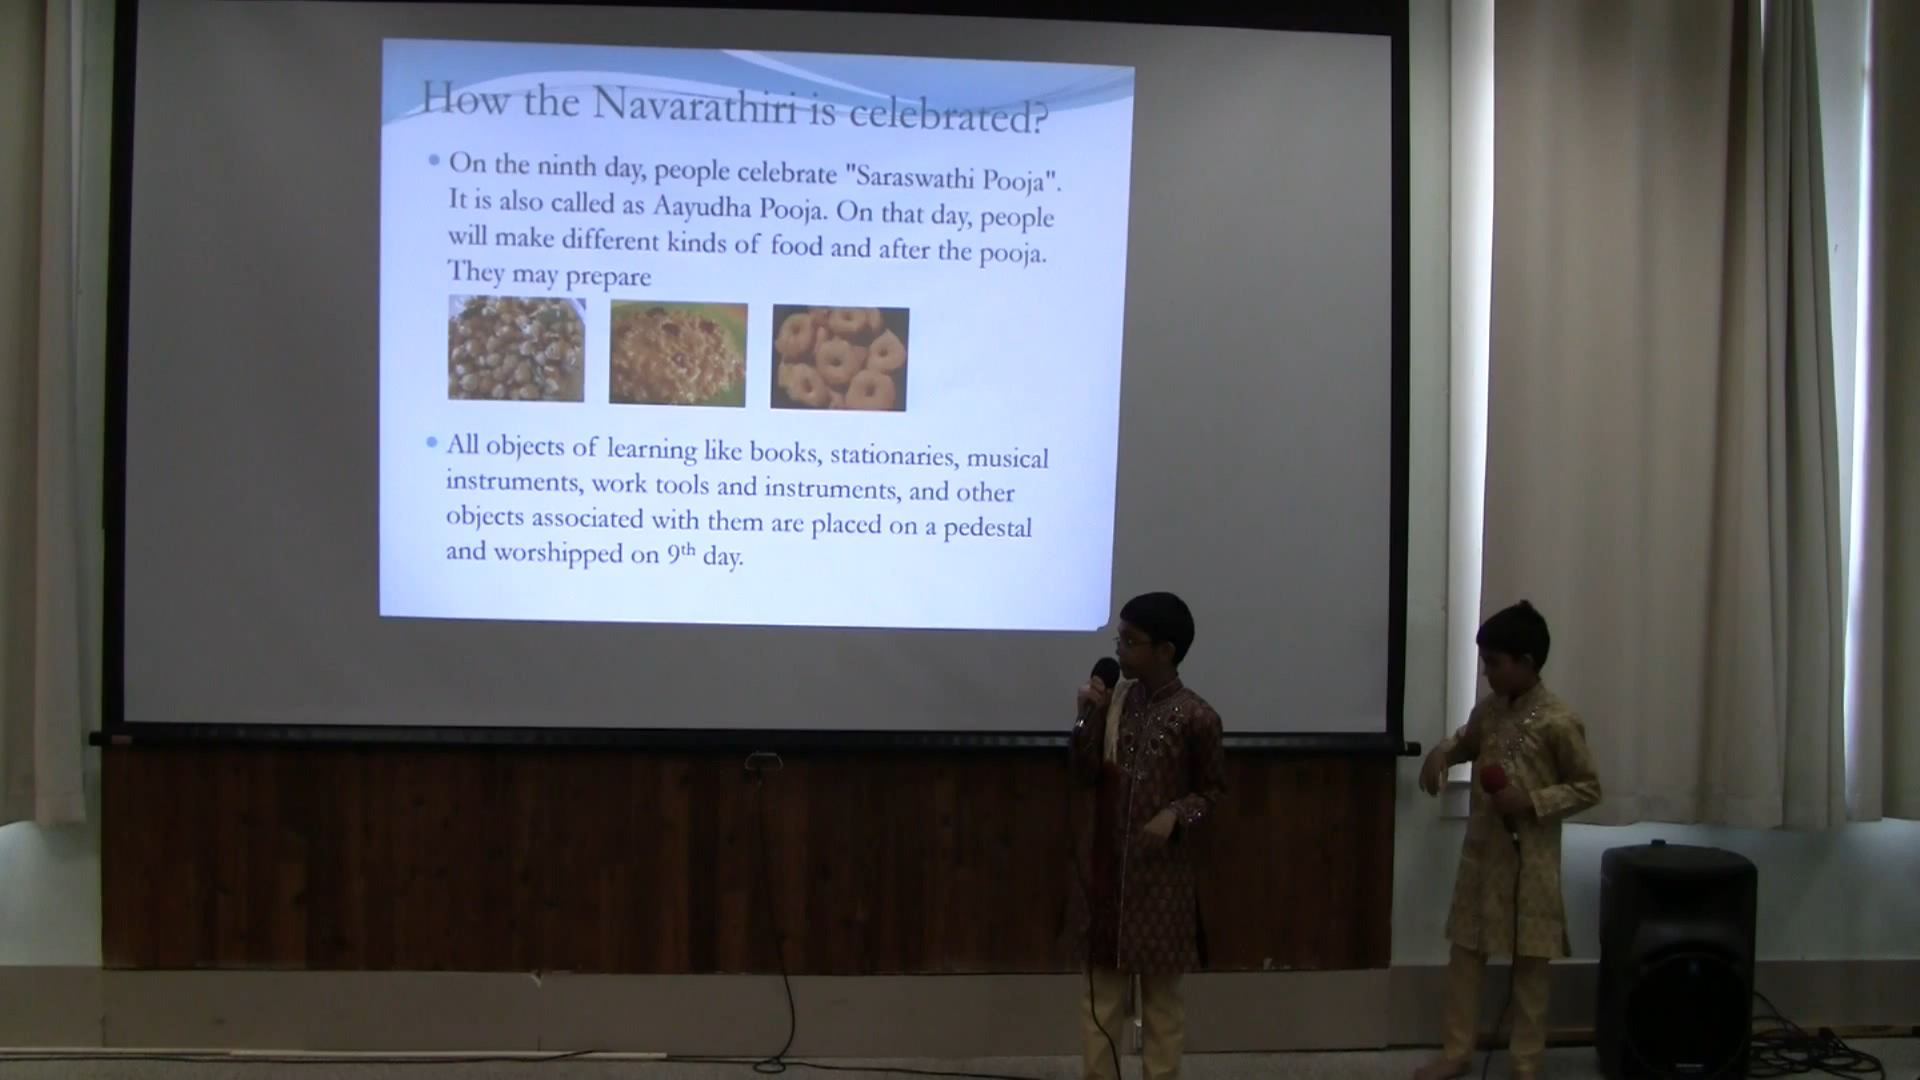 How the Navarathiri is celebrated?
On the ninth day, people celebrate "Saraswathi Pooja".
It is also called as Aayudha Pooja. On that day, people
will make different kinds of food and after the pooja.
They may prepare
All objects of learning like books, stationaries, musical
instruments, work tools and instruments, and other
objects associated with them are placed on a pedestal
and worshipped on 9th day.